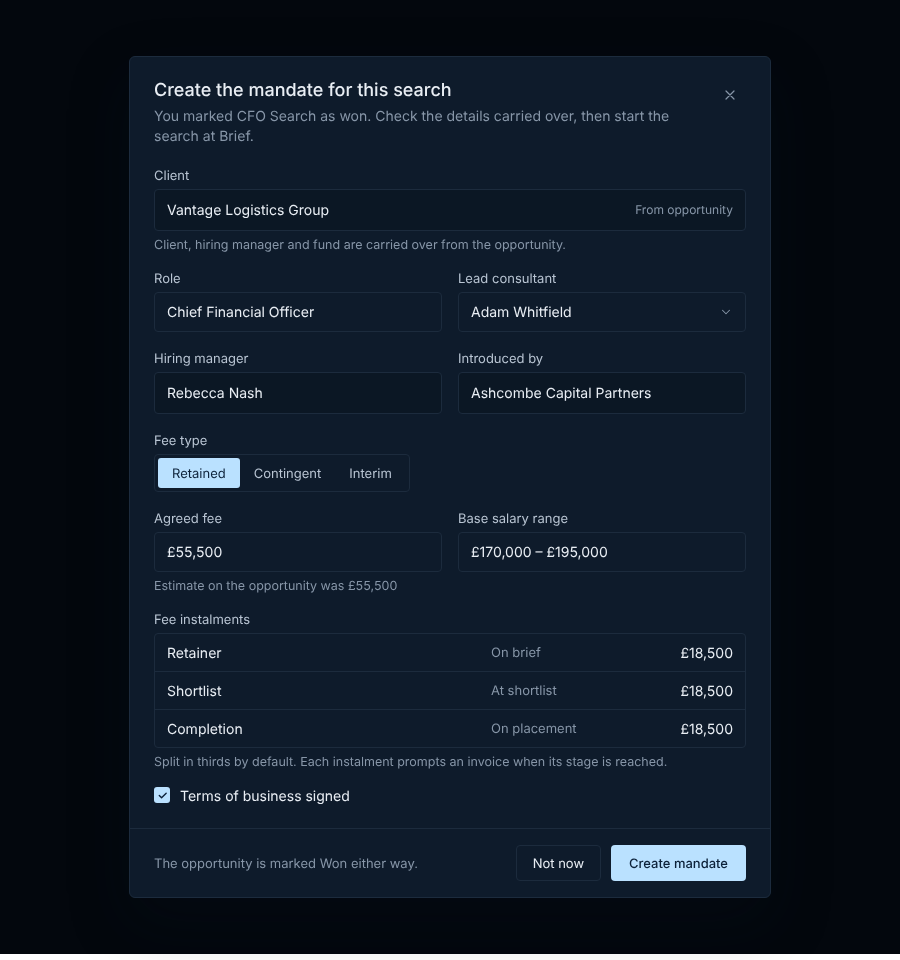 Create the mandate for this search
You marked CFO Search as won. Check the details carried over, then start the
search at Brief.
Client
Vantage Logistics Group
From opportunity
Client, hiring manager and fund are carried over from the opportunity.
Role
Lead consultant
Chief Financial Officer
Adam Whitfield
Hiring manager
Introduced by
Rebecca Nash
Ashcombe Capital Partners
Fee type
Retained
Contingent
Interim
Agreed fee
Base salary range
£55,500
£170,000 – £195,000
Estimate on the opportunity was £55,500
Fee instalments
Retainer
On brief
£18,500
Shortlist
At shortlist
£18,500
Completion
On placement
£18,500
Split in thirds by default. Each instalment prompts an invoice when its stage is reached.
Terms of business signed
The opportunity is marked Won either way.
Not now
Create mandate